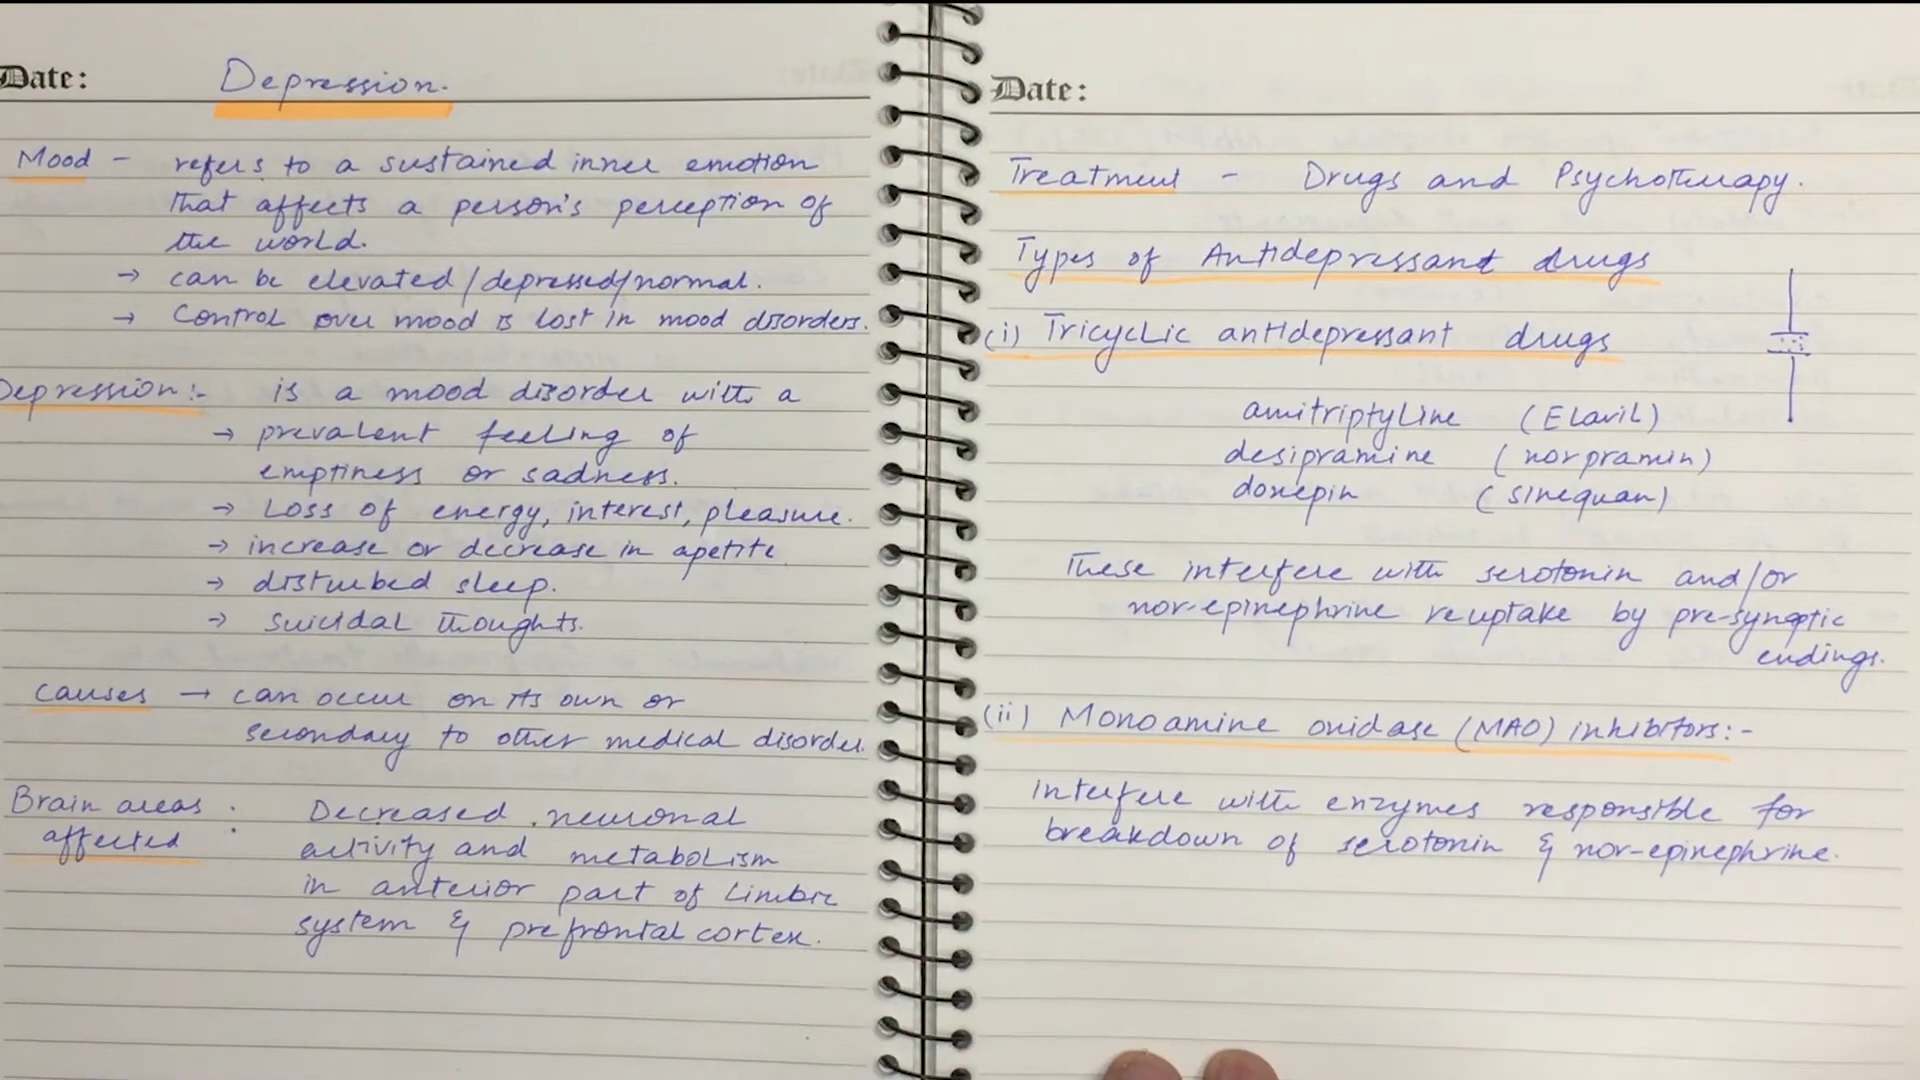 Date:
Depression.
Mood - refers to a sustained inner emotion
that affects a person's perception of
the world.
→ can be elevated/depressed/normal.
→ Control over mood is lost in mood disorders.
Depression:- is a mood disorder with a
→ prevalent feeling of
emptiness or sadness.
→ Loss of energy, interest, pleasure.
→ increase or decrease in apetite
→ disturbed sleep.
→ suicidal thoughts.
causes → can occur on its own or
secondary to other medical disorder.
Brain areas : Decreased neuronal
affected activity and metabolism
in anterior part of limbic
system & prefrontal cortex.
Date:
Treatment - Drugs and Psychotherapy.
Types of Antidepressant drugs
(i) Tricyclic antidepressant drugs
amitriptyline (Elavil)
desipramine (norpramin)
doxepin (sinequan)
These interfere with serotonin and/or
nor-epinephrine reuptake by pre-synaptic
endings.
(ii) Monoamine oxidase (MAO) inhibitors:-
Interfere with enzymes responsible for
breakdown of serotonin & nor-epinephrine.